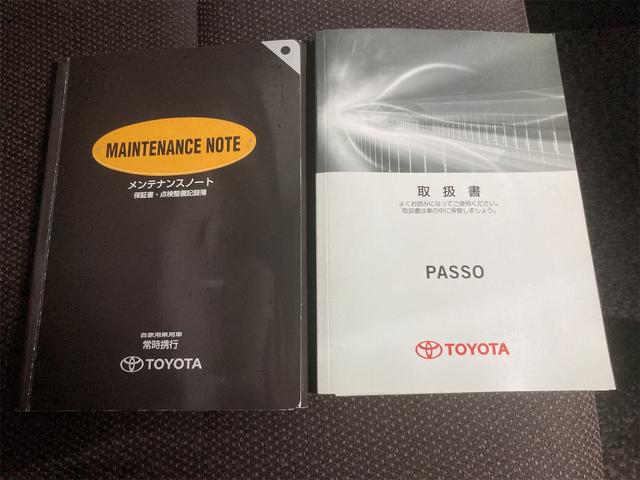 MAINTENANCE NOTE
メンテナンスノート
保証書・点検整備記録簿
自家用乗用車
常時携行
TOYOTA
取扱書
よくお読みになってご使用ください。
取扱書は車の中に保管しましょう。
PASSO
TOYOTA